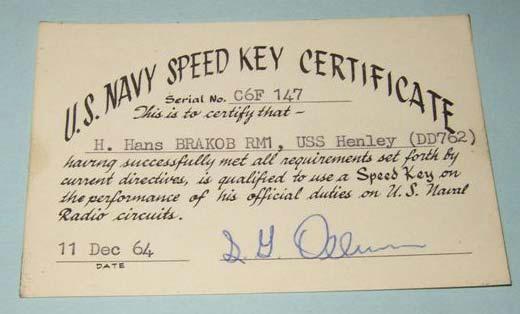 U.S. NAVY SPEED KEY CERTIFICATE
Serial No. C6F 147
This is to certify that -
H. Hans BRAKOB RM1, USS Henley (DD762)
having successfully met all requirements set forth by
current directives, is qualified to use a Speed Key on
the performance of his official duties on U.S. Naval
Radio circuits.
11 Dec 64
DATE